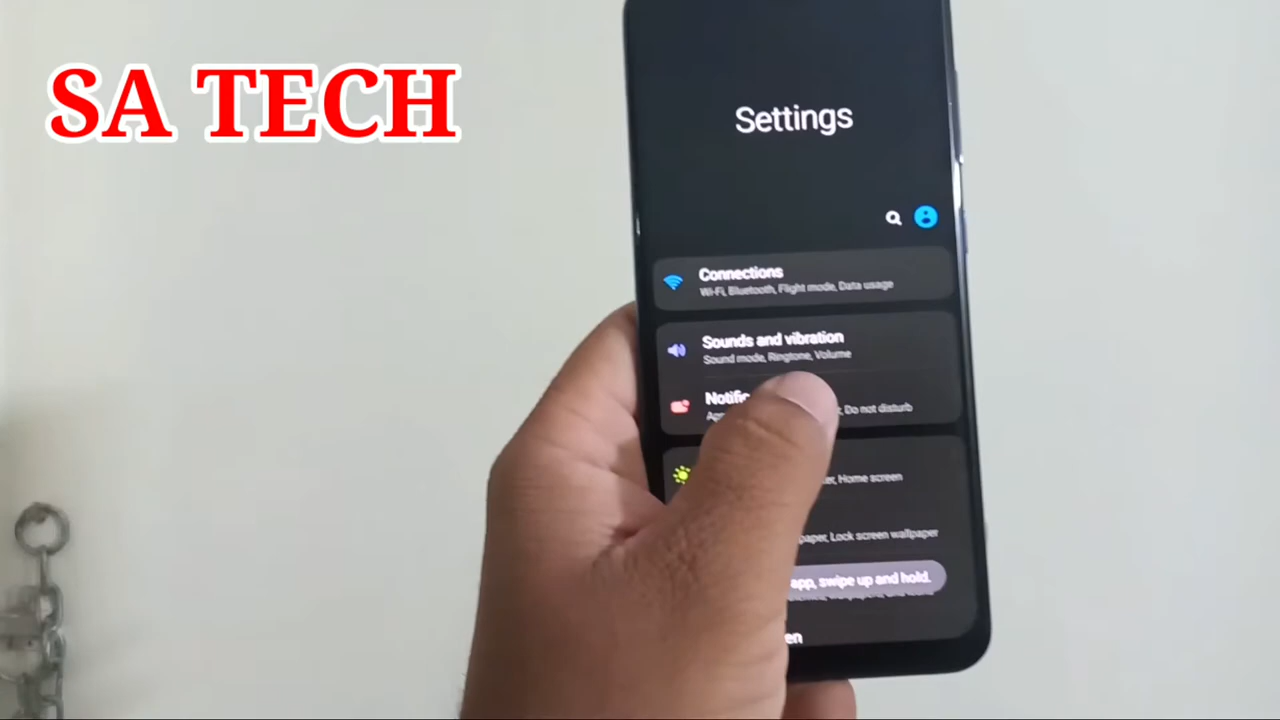 SA TECH
Settings
Connections
Wi-Fi, Bluetooth, Flight mode, Data usage
Sounds and vibration
Sound mode, Ringtone, Volume
Do not disturb
Home screen
Lock screen wallpaper
app, swipe up and hold.